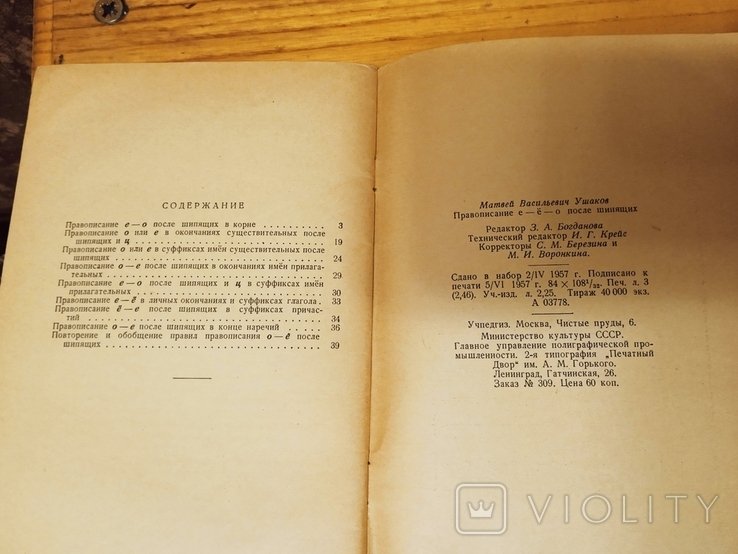 СОДЕРЖАНИЕ
Правописание е—о после шипящих в корне . . . . . 3
Правописание о или е в окончаниях существительных после
шипящих и ц . . . . . 19
Правописание о или е в суффиксах имён существительных после
шипящих . . . . . 24
Правописание о—е после шипящих в окончаниях имён прилага-
тельных . . . . . 29
Правописание е—о после шипящих и ц в суффиксах имён
прилагательных . . . . . 30
Правописание е—ё в личных окончаниях и суффиксах глагола . 33
Правописание ё—е после шипящих в суффиксах причас-
тий . . . . . 34
Правописание о—е после шипящих в конце наречий . . . 36
Повторение и обобщение правил правописания о—ё после
шипящих . . . . . 39
Матвей Васильевич Ушаков
Правописание е—ё—о после шипящих
Редактор З. А. Богданова
Технический редактор И. Г. Крейс
Корректоры С. М. Березина и
М. И. Воронкина.
Сдано в набор 2/IV 1957 г. Подписано к
печати 5/VI 1957 г. 84 × 108¹/₃₂. Печ. л. 3
(2,46). Уч.-изд. л. 2,25. Тираж 40 000 экз.
А 03778.
Учпедгиз. Москва, Чистые пруды, 6.
Министерство культуры СССР.
Главное управление полиграфической про-
мышленности. 2-я типография „Печатный
Двор" им. А. М. Горького.
Ленинград, Гатчинская, 26.
Заказ № 309. Цена 60 коп.
VIOLITY